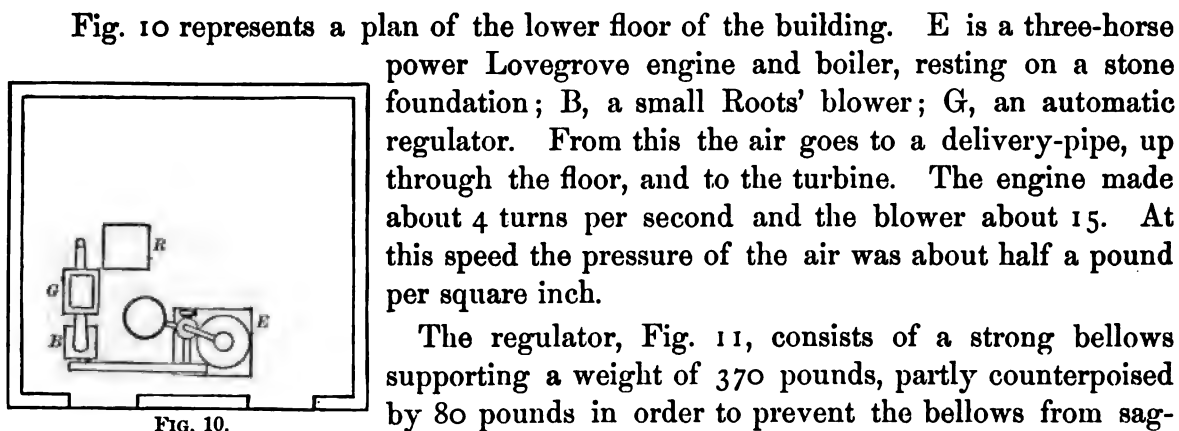 Fig. 10 represents a plan of the lower floor of the building. E is a three-horse
power Lovegrove engine and boiler, resting on a stone
foundation; B, a small Roots' blower; G, an automatic
regulator. From this the air goes to a delivery-pipe, up
through the floor, and to the turbine. The engine made
about 4 turns per second and the blower about 15. At
this speed the pressure of the air was about half a pound
per square inch.
The regulator, Fig. 11, consists of a strong bellows
supporting a weight of 370 pounds, partly counterpoised
by 80 pounds in order to prevent the bellows from sag-
R
G
E
B
FIG. 10.